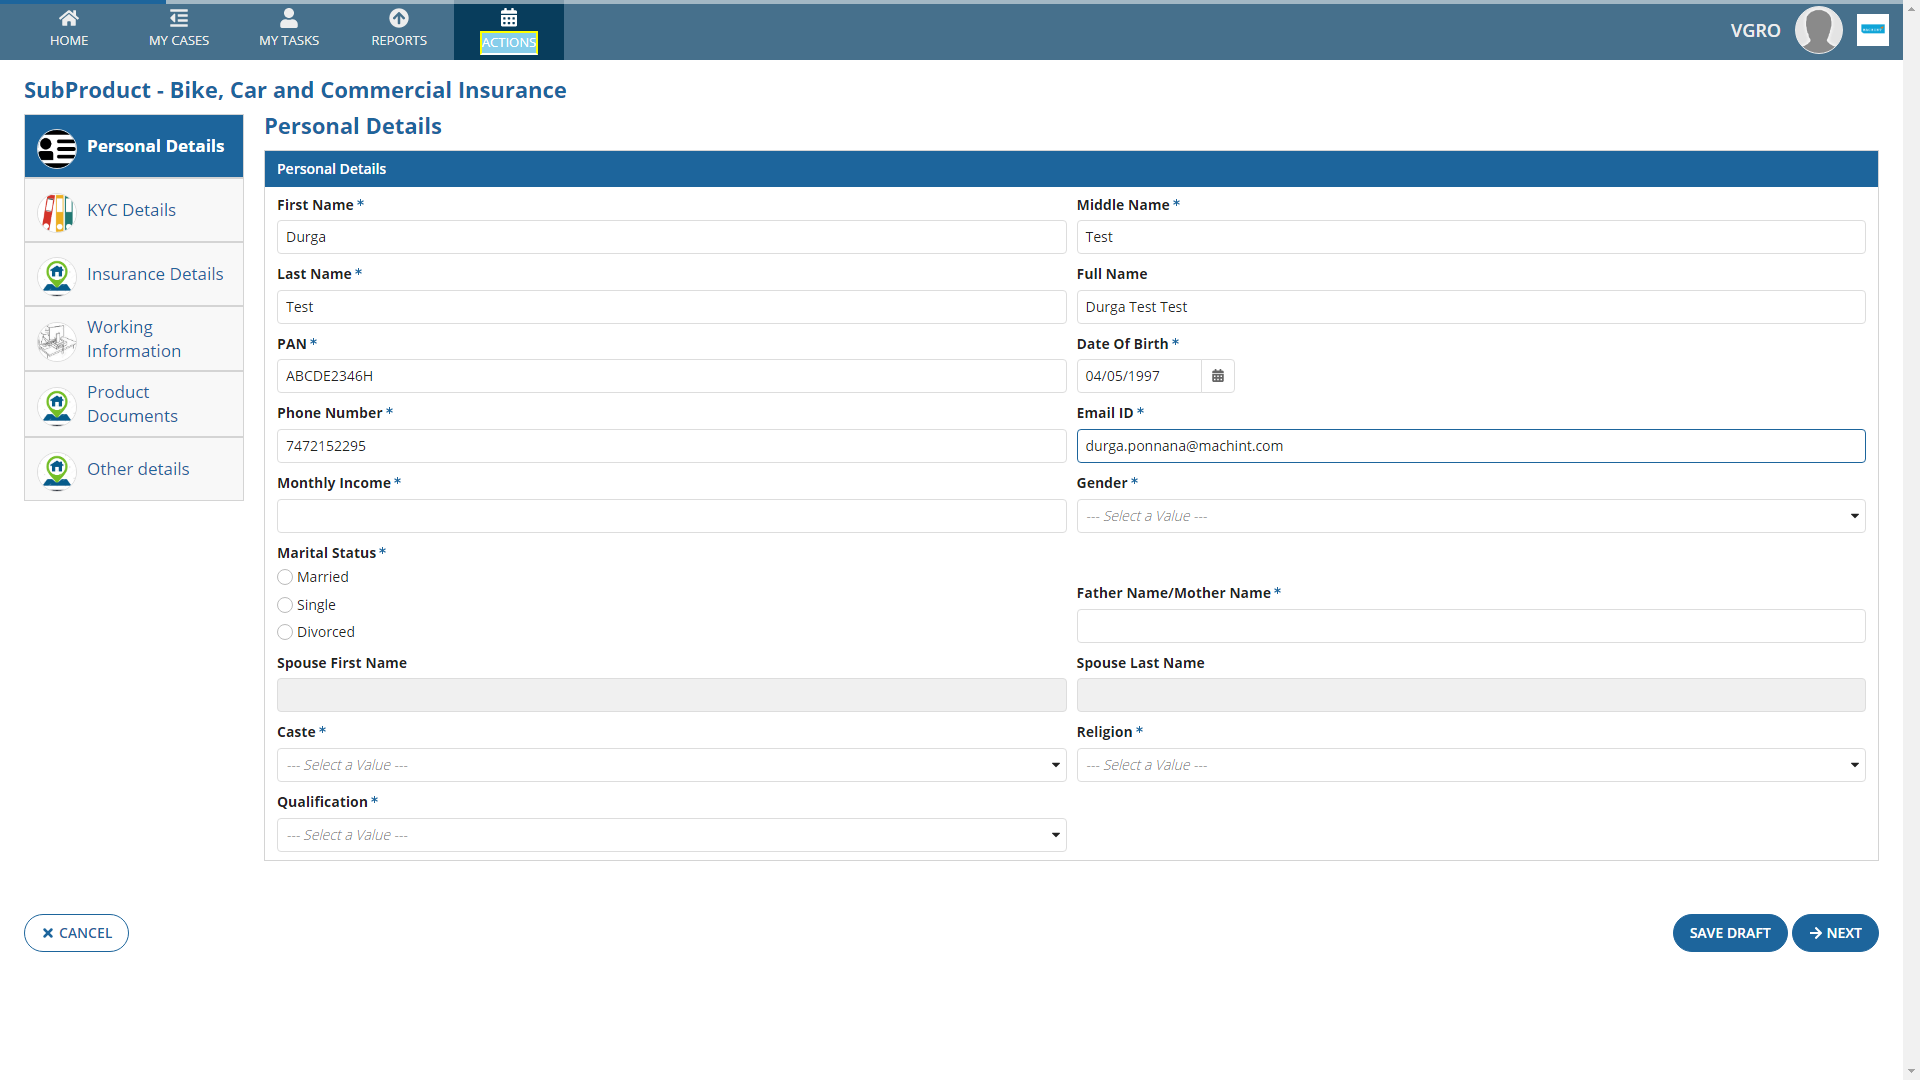 HOME
MY CASES
MY TASKS
REPORTS
ACTIONS
VGRO
SubProduct - Bike, Car and Commercial Insurance
Personal Details
KYC Details
Insurance Details
Working
Information
Product
Documents
Other details
Personal Details
Personal Details
First Name *
Durga
Middle Name *
Test
Last Name *
Test
Full Name
Durga Test Test
PAN *
ABCDE2346H
Date Of Birth *
04/05/1997
Phone Number *
7472152295
Email ID *
durga.ponnana@machint.com
Monthly Income *
Gender *
--- Select a Value ---
Marital Status *
Married
Single
Divorced
Father Name/Mother Name *
Spouse First Name
Spouse Last Name
Caste *
--- Select a Value ---
Religion *
--- Select a Value ---
Qualification *
--- Select a Value ---
CANCEL
SAVE DRAFT
NEXT